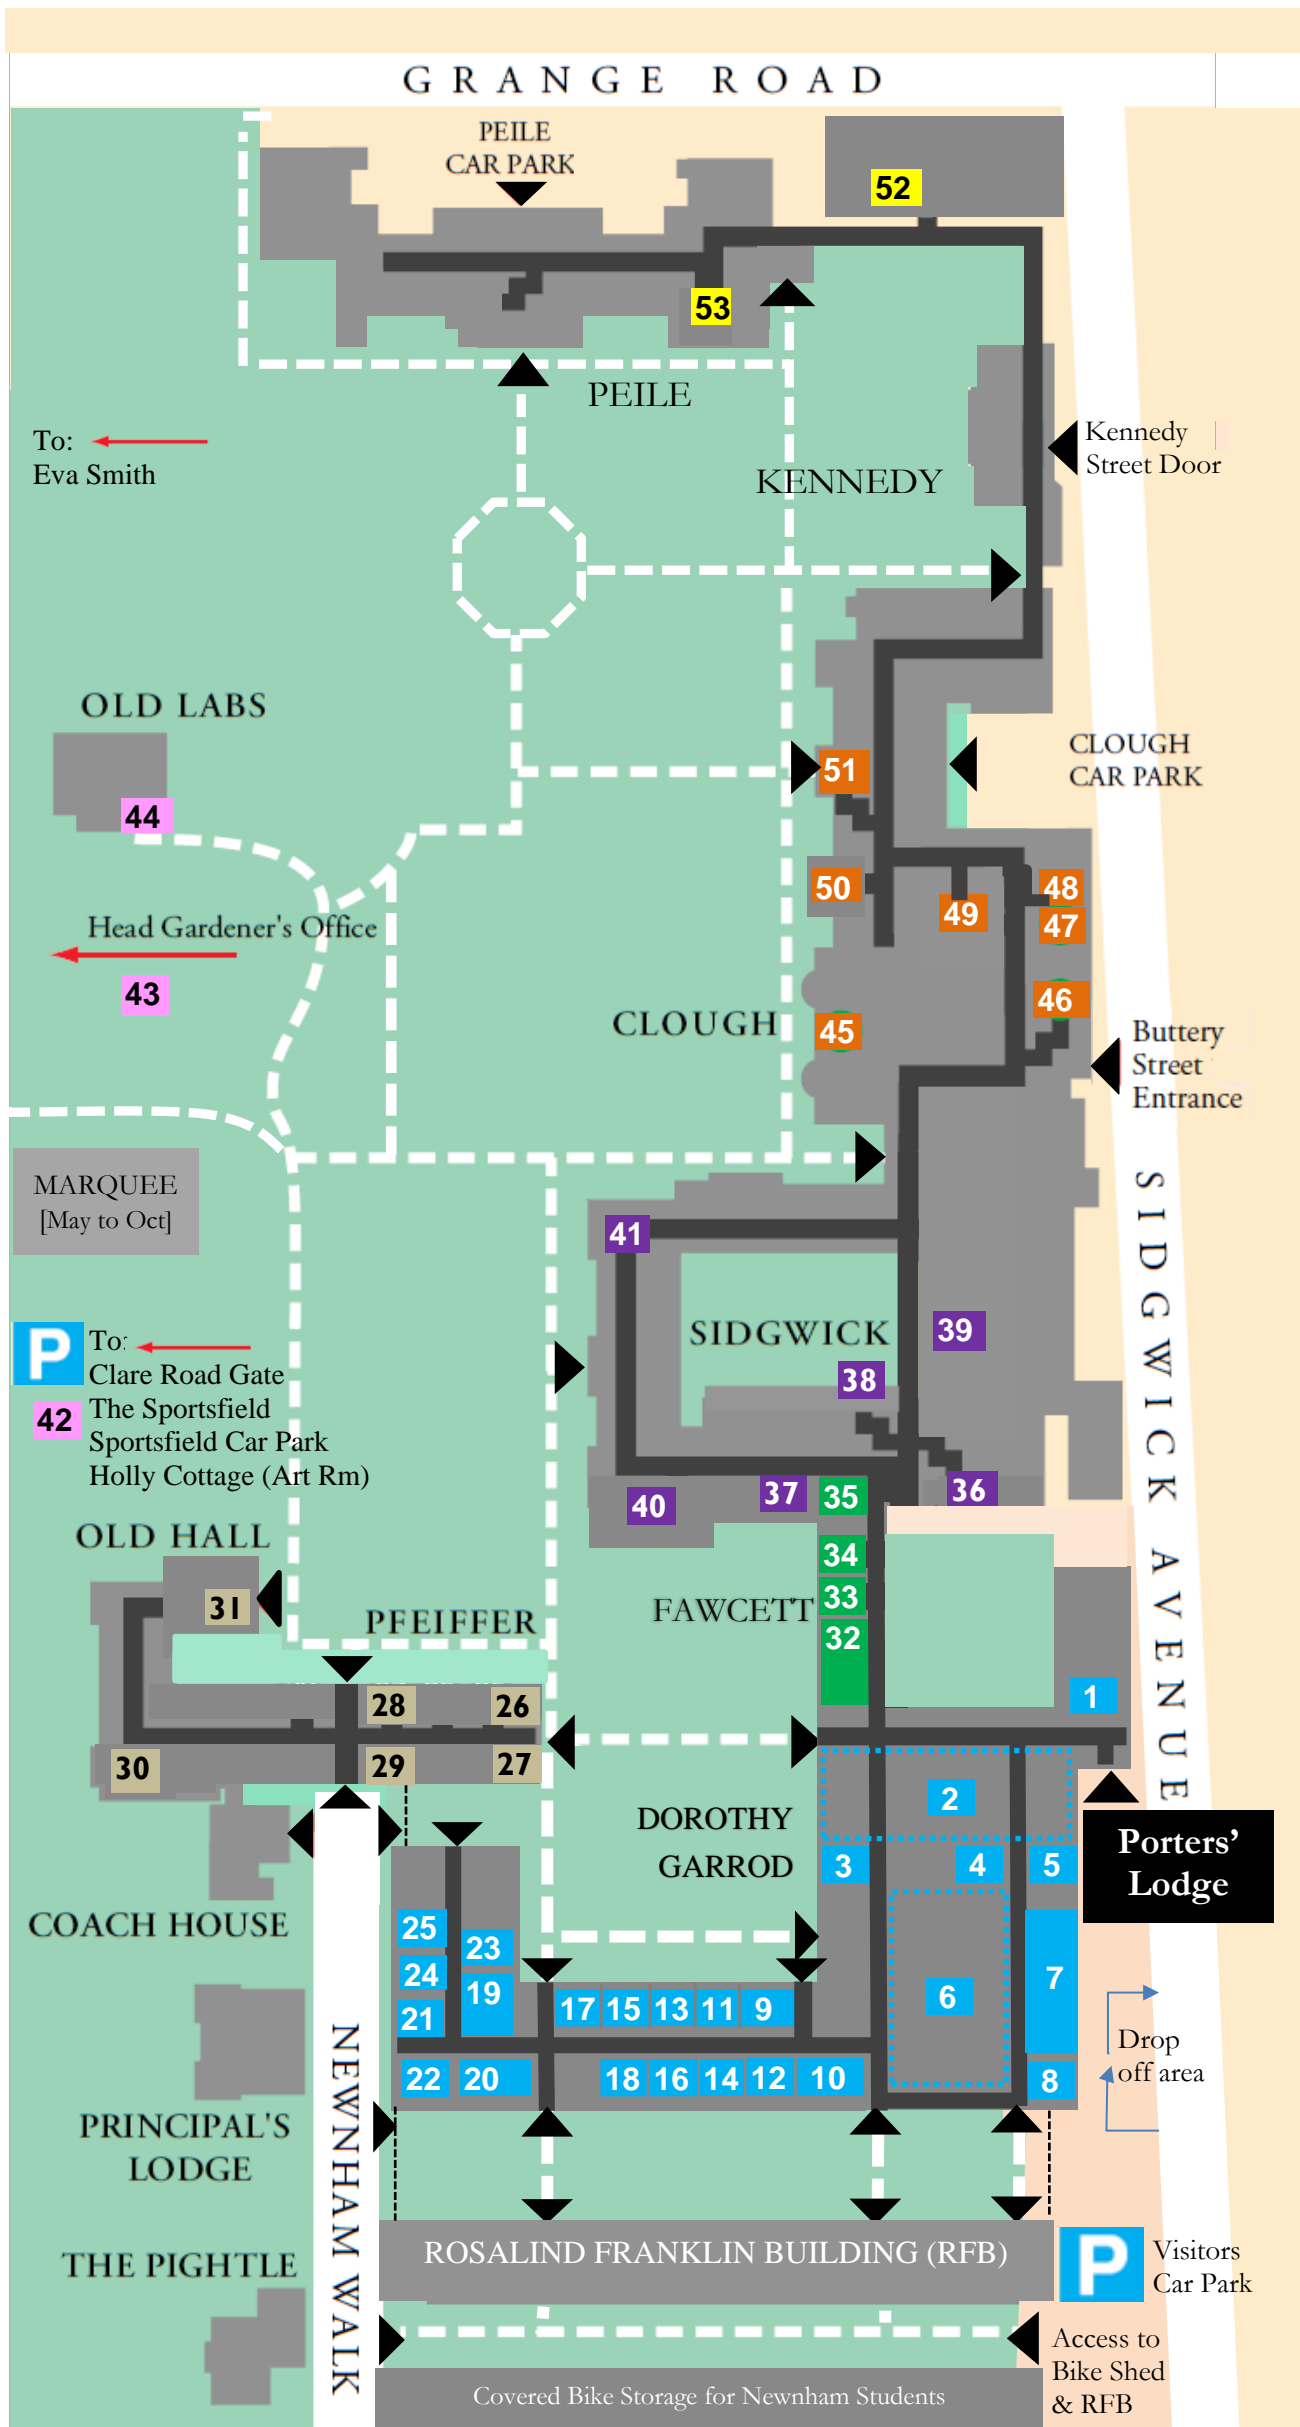 GRANGE ROAD
PEILE
CAR PARK
52
53
PEILE
To:
Eva Smith
Kennedy
Street Door
KENNEDY
OLD LABS
44
51
CLOUGH
CAR PARK
50
49
48
47
Head Gardener's Office
43
46
CLOUGH
45
Buttery
Street
Entrance
MARQUEE
[May to Oct]
41
SIDGWICK
39
38
P
To:
Clare Road Gate
42
The Sportsfield
Sportsfield Car Park
Holly Cottage (Art Rm)
SIDGWICK AVENUE
40
37
35
36
OLD HALL
34
33
32
31
FAWCETT
PFEIFFER
28
26
1
30
29
27
2
DOROTHY
GARROD
3
4
5
Porters'
Lodge
COACH HOUSE
25
23
24
19
21
17
15
13
11
9
6
7
22
20
18
16
14
12
10
8
Drop
off area
PRINCIPAL'S
LODGE
NEWNHAM WALK
ROSALIND FRANKLIN BUILDING (RFB)
P
Visitors
Car Park
THE PIGHTLE
Access to
Bike Shed
& RFB
Covered Bike Storage for Newnham Students